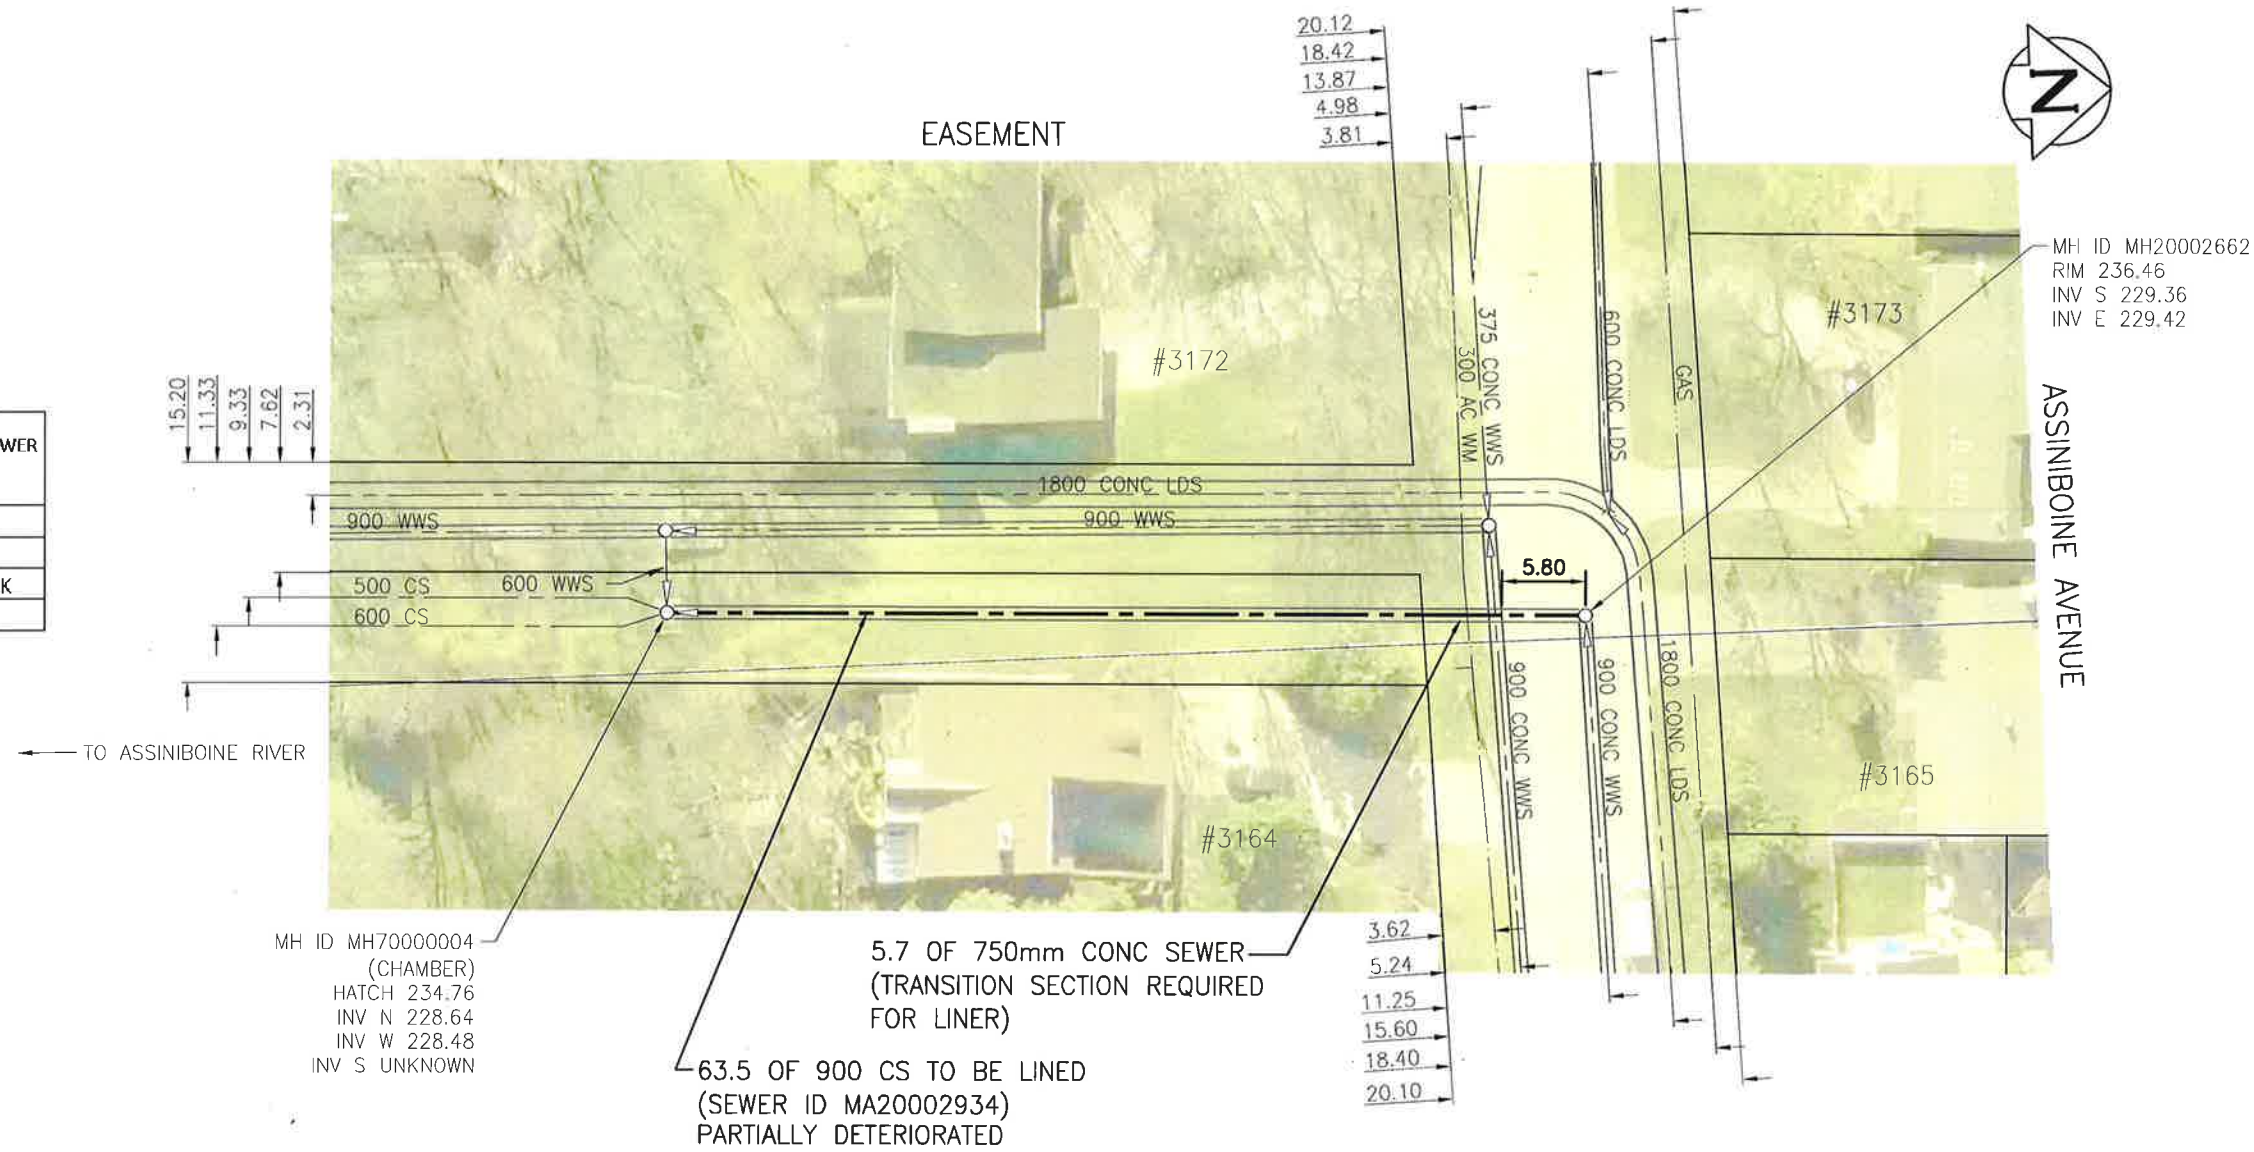 20.12
18.42
13.87
4.98
3.81
N
EASEMENT
MH ID MH20002662
RIM 236.46
INV S 229.36
INV E 229.42
#3172
#3173
375 CONC WWS
300 AC WM
600 CONC LDS
GAS
ASSINIBOINE AVENUE
15.20
11.33
9.33
7.62
2.31
WER
K
1800 CONC LDS
900 WWS
900 WWS
5.80
500 CS
600 WWS
600 CS
900 CONC WWS
900 CONC WWS
1800 CONC LDS
TO ASSINIBOINE RIVER
#3165
#3164
MH ID MH70000004
(CHAMBER)
HATCH 234.76
INV N 228.64
INV W 228.48
INV S UNKNOWN
5.7 OF 750mm CONC SEWER
(TRANSITION SECTION REQUIRED
FOR LINER)
63.5 OF 900 CS TO BE LINED
(SEWER ID MA20002934)
PARTIALLY DETERIORATED
3.62
5.24
11.25
15.60
18.40
20.10